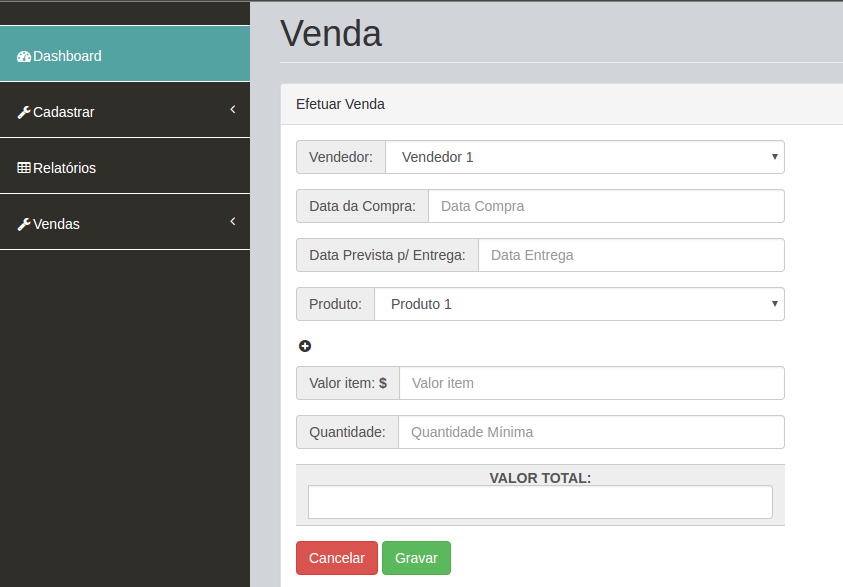 Venda
Dashboard
Cadastrar
Relatórios
Vendas
Efetuar Venda
Vendedor: Vendedor 1
Data da Compra: Data Compra
Data Prevista p/ Entrega: Data Entrega
Produto: Produto 1
Valor item: $ Valor item
Quantidade: Quantidade Mínima
VALOR TOTAL:
Cancelar Gravar